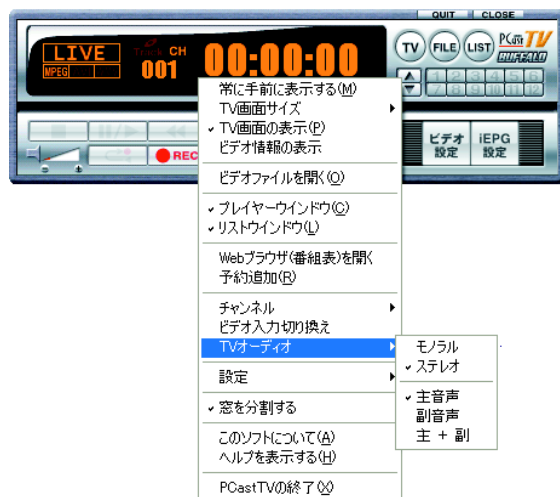 QUIT CLOSE
LIVE
MPEG
Track CH
001
00:00:00
TV FILE LIST
PCast TV
BUFFALO
1 2 3 4 5 6
7 8 9 10 11 12
REC
ビデオ設定
iEPG設定
常に手前に表示する(M)
TV画面サイズ
TV画面の表示(P)
ビデオ情報の表示
ビデオファイルを開く(O)
プレイヤーウインドウ(C)
リストウインドウ(L)
Webブラウザ(番組表)を開く
予約追加(R)
チャンネル
ビデオ入力切り換え
TVオーディオ
設定
窓を分割する
このソフトについて(A)
ヘルプを表示する(H)
PCastTVの終了(X)
モノラル
ステレオ
主音声
副音声
主 + 副